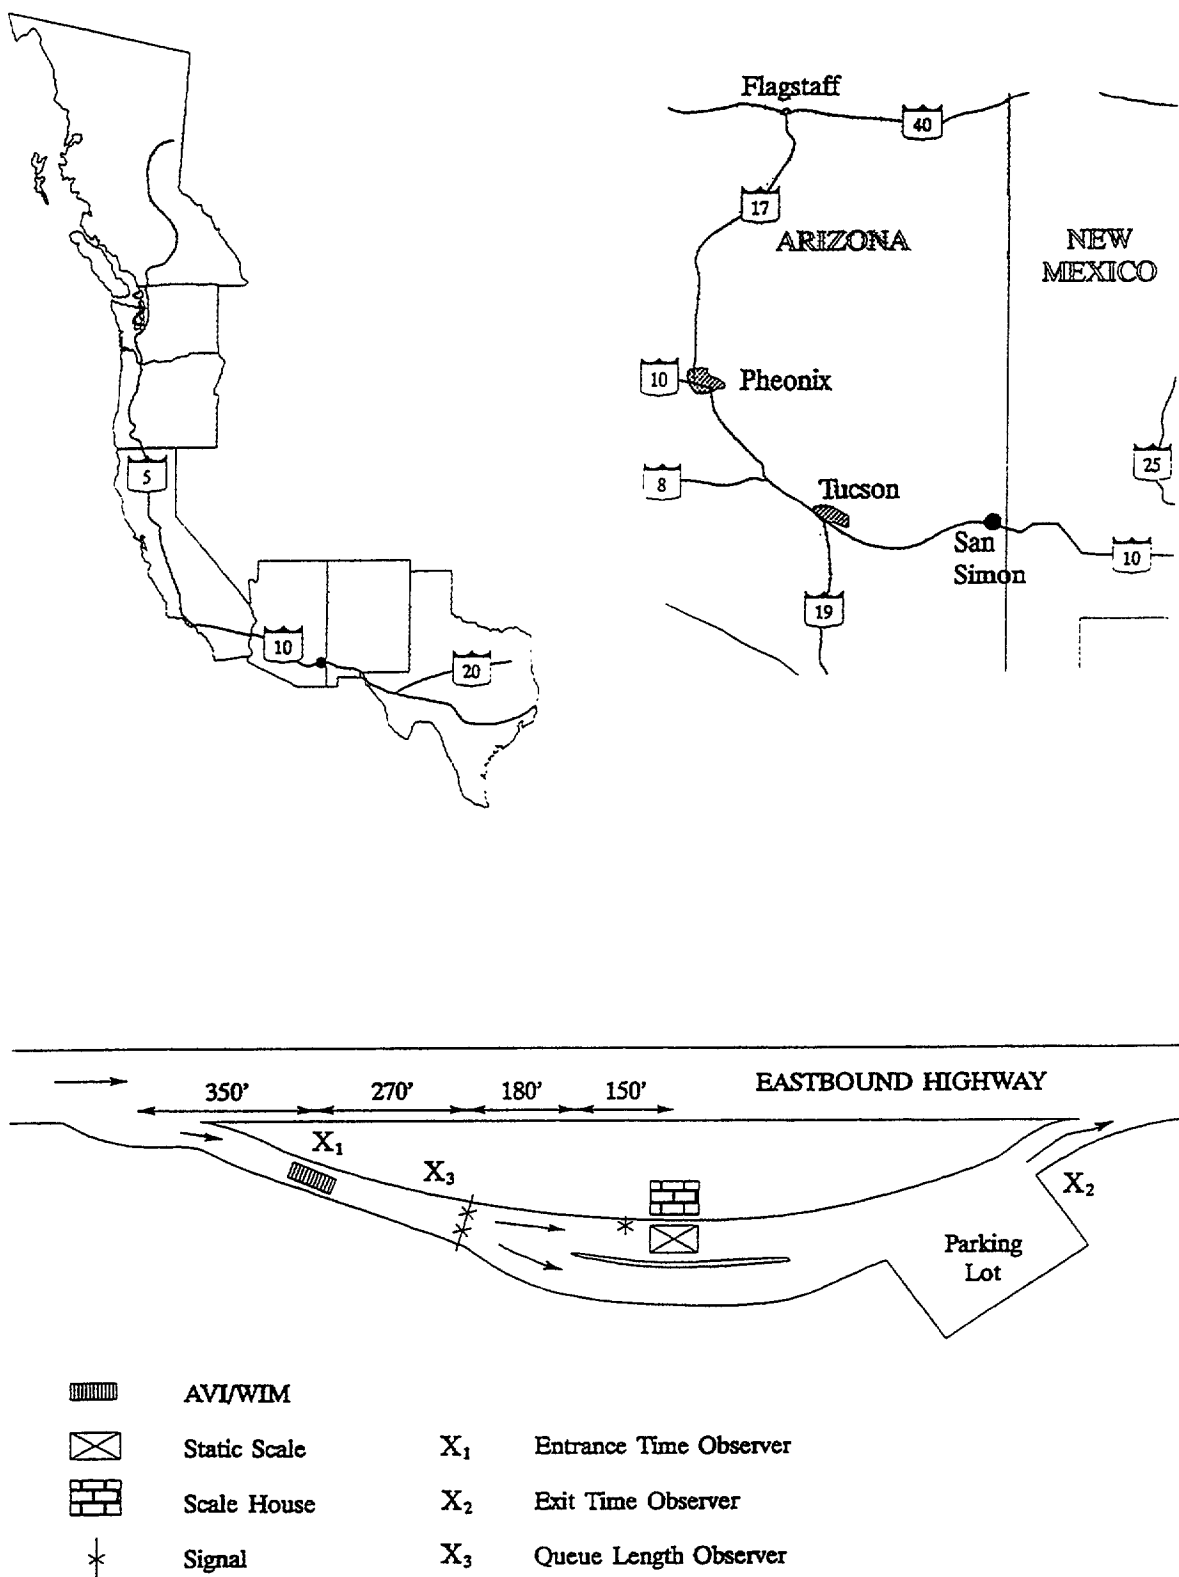 Flagstaff
40
17
ARIZONA
NEW
MEXICO
10
Pheonix
25
8
Tucson
San
Simon
10
19
5
10
20
350'
270'
180'
150'
EASTBOUND HIGHWAY
X1
X3
X2
Parking
Lot
AVI/WIM
Static Scale
X1
Entrance Time Observer
Scale House
X2
Exit Time Observer
Signal
X3
Queue Length Observer